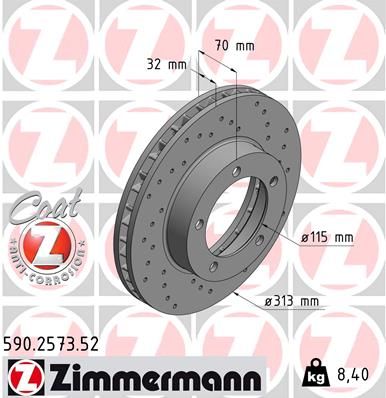 70 mm
32 mm
Coat
Z
ANTI-CORROSION
ø115 mm
ø313 mm
590.2573.52
Z Zimmermann
kg 8,40